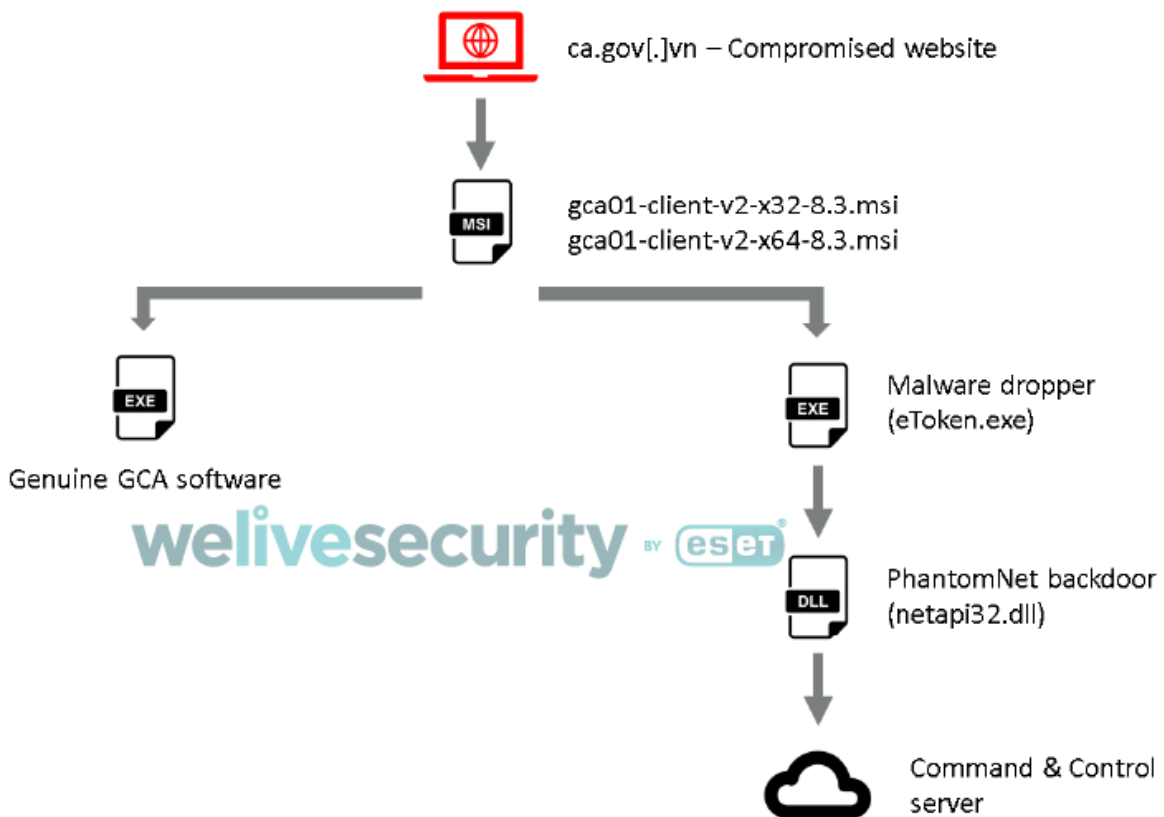 ca.gov[.]vn – Compromised website
MSI
gca01-client-v2-x32-8.3.msi
gca01-client-v2-x64-8.3.msi
EXE
Genuine GCA software
EXE
Malware dropper
(eToken.exe)
welivesecurity BY eseT®
DLL
PhantomNet backdoor
(netapi32.dll)
Command & Control
server